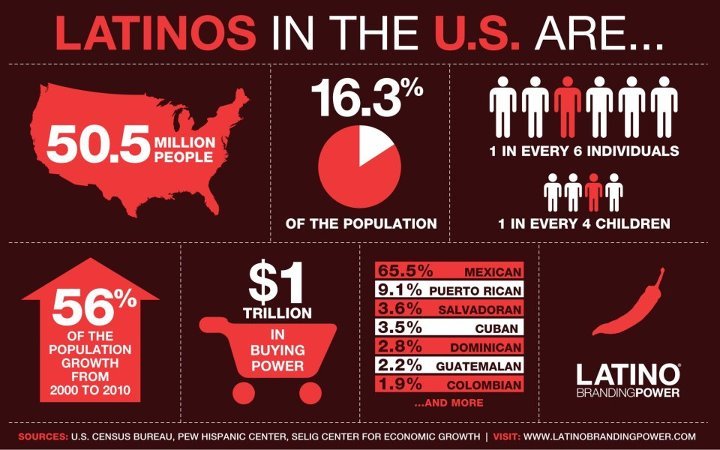 LATINOS IN THE U.S. ARE...
50.5 MILLION PEOPLE
16.3%
OF THE POPULATION
1 IN EVERY 6 INDIVIDUALS
1 IN EVERY 4 CHILDREN
56%
OF THE
POPULATION
GROWTH
FROM
2000 TO 2010
$1
TRILLION
IN
BUYING
POWER
65.5% MEXICAN
9.1% PUERTO RICAN
3.6% SALVADORAN
3.5% CUBAN
2.8% DOMINICAN
2.2% GUATEMALAN
1.9% COLOMBIAN
...AND MORE
LATINO®
BRANDINGPOWER
SOURCES: U.S. CENSUS BUREAU, PEW HISPANIC CENTER, SELIG CENTER FOR ECONOMIC GROWTH | VISIT: WWW.LATINOBRANDINGPOWER.COM